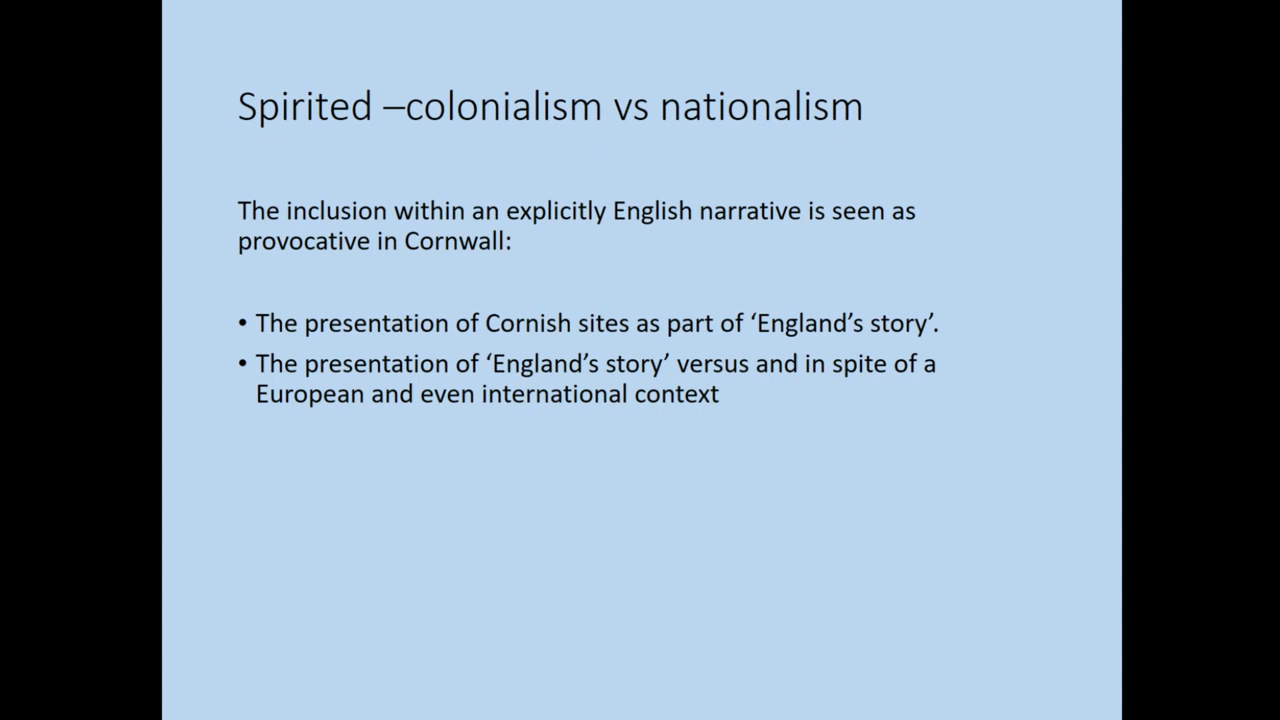 Spirited –colonialism vs nationalism
The inclusion within an explicitly English narrative is seen as
provocative in Cornwall:
• The presentation of Cornish sites as part of ‘England’s story’.
• The presentation of ‘England’s story’ versus and in spite of a
European and even international context